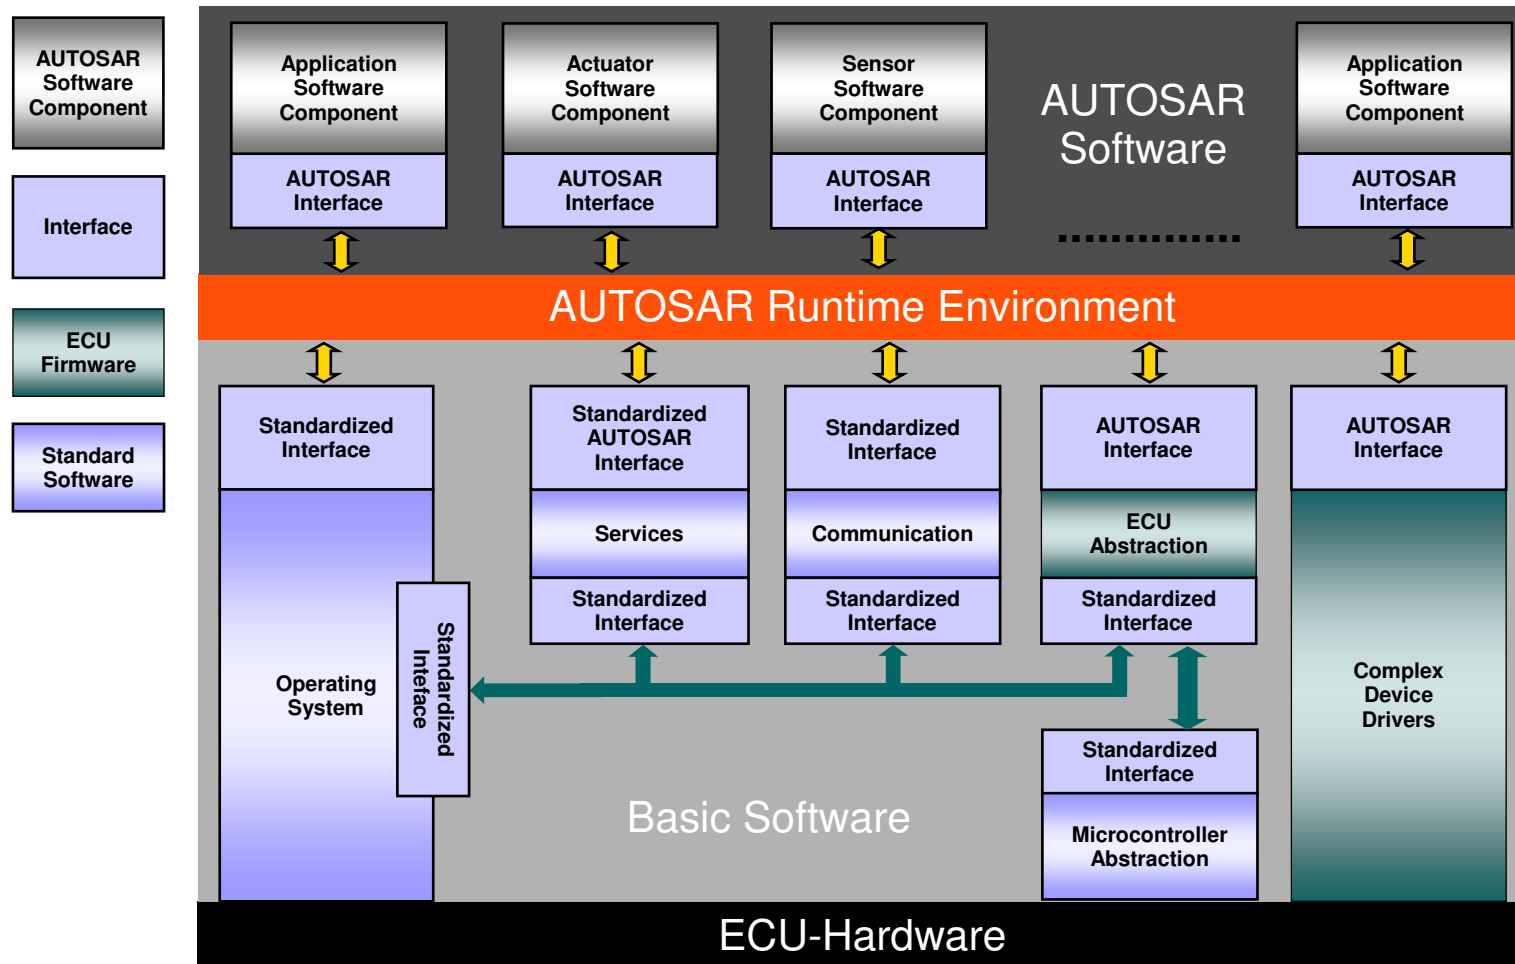 AUTOSAR
Software
Component
Interface
ECU
Firmware
Standard
Software
Application
Software
Component
AUTOSAR
Interface
Actuator
Software
Component
AUTOSAR
Interface
Sensor
Software
Component
AUTOSAR
Interface
AUTOSAR
Software
Application
Software
Component
AUTOSAR
Interface
AUTOSAR Runtime Environment
Standardized
Interface
Operating
System
Standardized
Inteface
Standardized
AUTOSAR
Interface
Services
Standardized
Interface
Standardized
Interface
Communication
Standardized
Interface
AUTOSAR
Interface
ECU
Abstraction
Standardized
Interface
Standardized
Interface
Microcontroller
Abstraction
AUTOSAR
Interface
Complex
Device
Drivers
Basic Software
ECU-Hardware